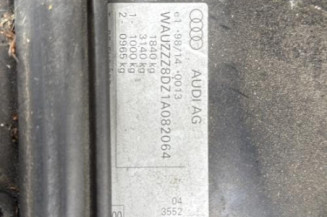 AUDI AG
e1*98/14*0013
WAUZZZ8DZ1A082064
1840 kg
3140 kg
1: 1000 kg
2: 0965 kg
04
3552